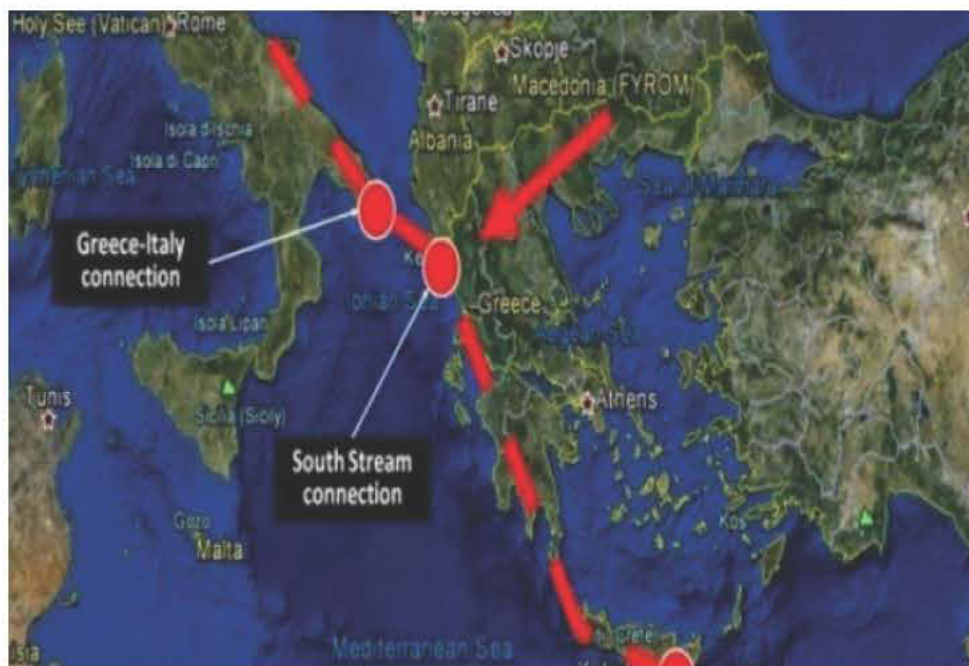 Holy See (Vatican)
Rome
Skopje
Macedonia (FYROM)
Tirane
Albania
Isola d'Ischia
Isola di Capri
Greece-Italy
connection
Ionian Sea
Greece
Isola Lipari
Athens
Tunis
Sicilia (Sicily)
South Stream
connection
Gozo
Malta
Kos
Mediterranean Sea